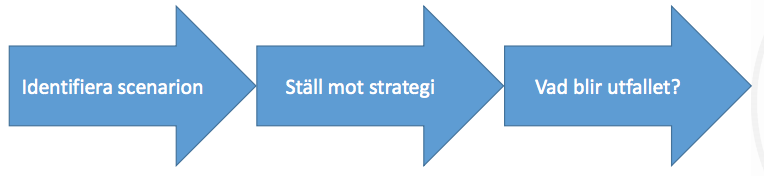 Identifiera scenarion
Ställ mot strategi
Vad blir utfallet?